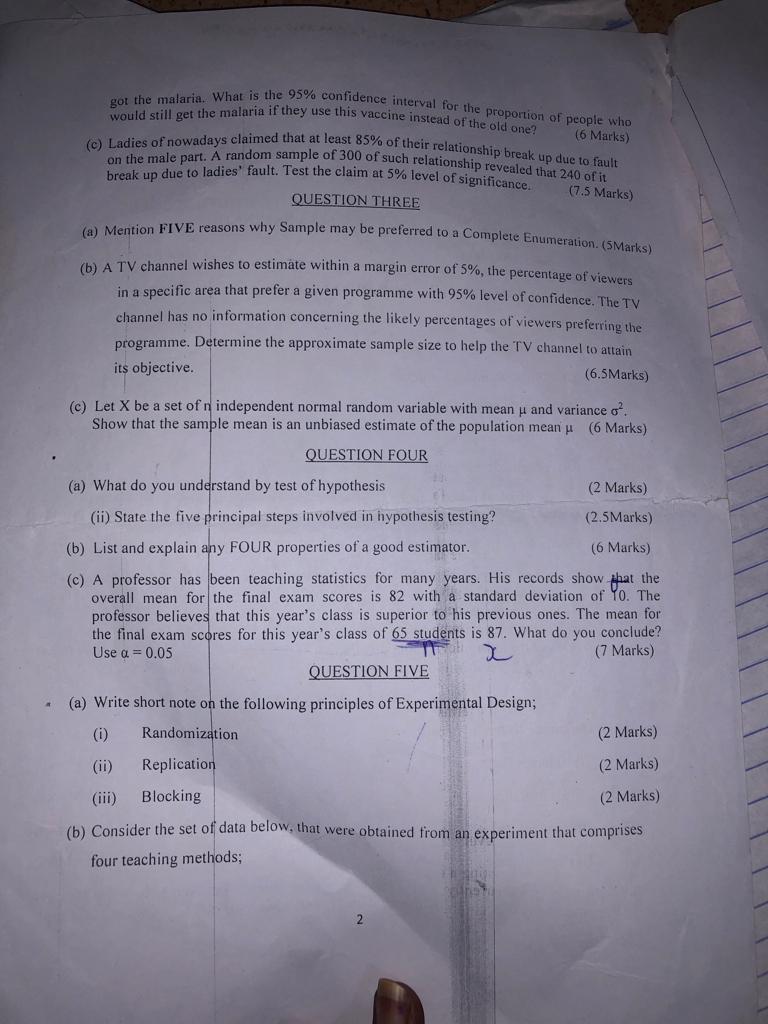 got the malaria. What is the 95% confidence interval for the proportion of people who
would still get the malaria if they use this vaccine instead of the old one? (6 Marks)
(c) Ladies of nowadays claimed that at least 85% of their relationship break up due to fault
on the male part. A random sample of 300 of such relationship revealed that 240 of it
break up due to ladies' fault. Test the claim at 5% level of significance. (7.5 Marks)
QUESTION THREE
(a) Mention FIVE reasons why Sample may be preferred to a Complete Enumeration. (5Marks)
(b) A TV channel wishes to estimate within a margin error of 5%, the percentage of viewers
in a specific area that prefer a given programme with 95% level of confidence. The TV
channel has no information concerning the likely percentages of viewers preferring the
programme. Determine the approximate sample size to help the TV channel to attain
its objective. (6.5Marks)
(c) Let X be a set of n independent normal random variable with mean μ and variance σ².
Show that the sample mean is an unbiased estimate of the population mean μ (6 Marks)
QUESTION FOUR
(a) What do you understand by test of hypothesis (2 Marks)
(ii) State the five principal steps involved in hypothesis testing? (2.5Marks)
(b) List and explain any FOUR properties of a good estimator. (6 Marks)
(c) A professor has been teaching statistics for many years. His records show that the
overall mean for the final exam scores is 82 with a standard deviation of 10. The
professor believes that this year's class is superior to his previous ones. The mean for
the final exam scores for this year's class of 65 students is 87. What do you conclude?
n x
Use α = 0.05 (7 Marks)
QUESTION FIVE
(a) Write short note on the following principles of Experimental Design;
(i) Randomization (2 Marks)
(ii) Replication (2 Marks)
(iii) Blocking (2 Marks)
(b) Consider the set of data below, that were obtained from an experiment that comprises
four teaching methods;
2